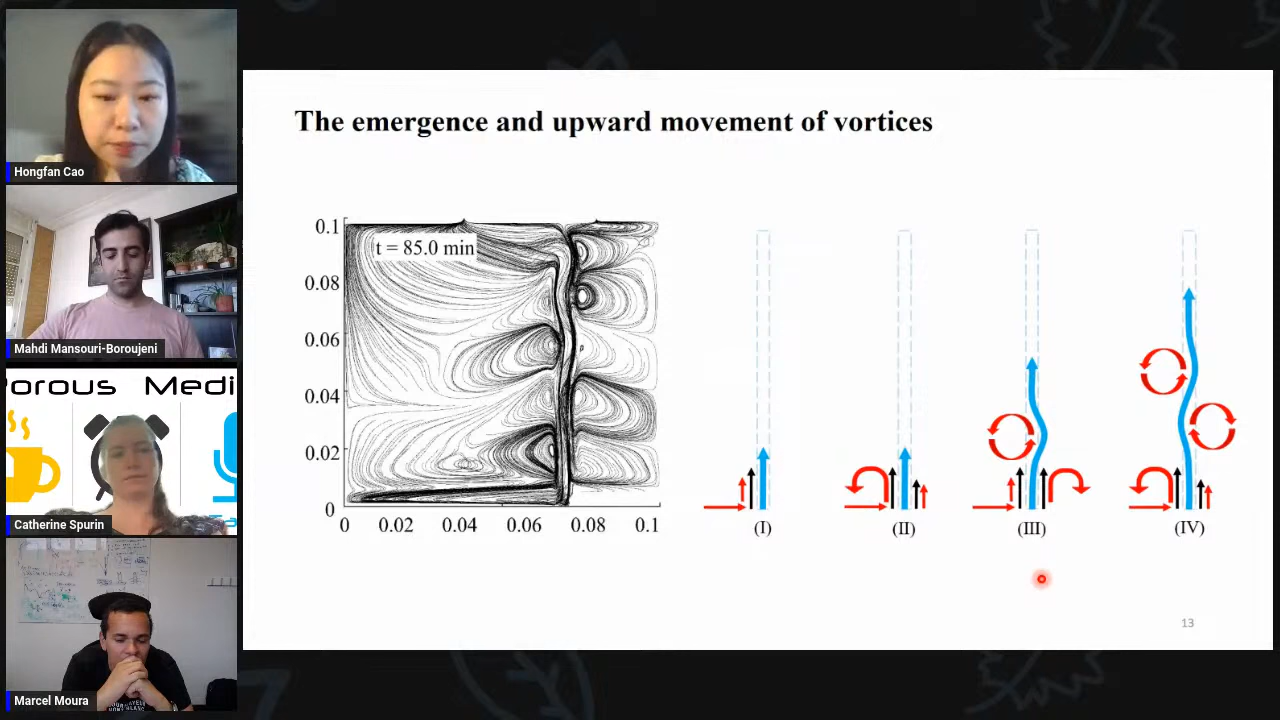 Hongfan Cao
Mahdi Mansouri-Boroujeni
orous Medi
Catherine Spurin
Marcel Moura
The emergence and upward movement of vortices
t = 85.0 min
0.1
0.08
0.06
0.04
0.02
0
0 0.02 0.04 0.06 0.08 0.1
(I) (II) (III) (IV)
13